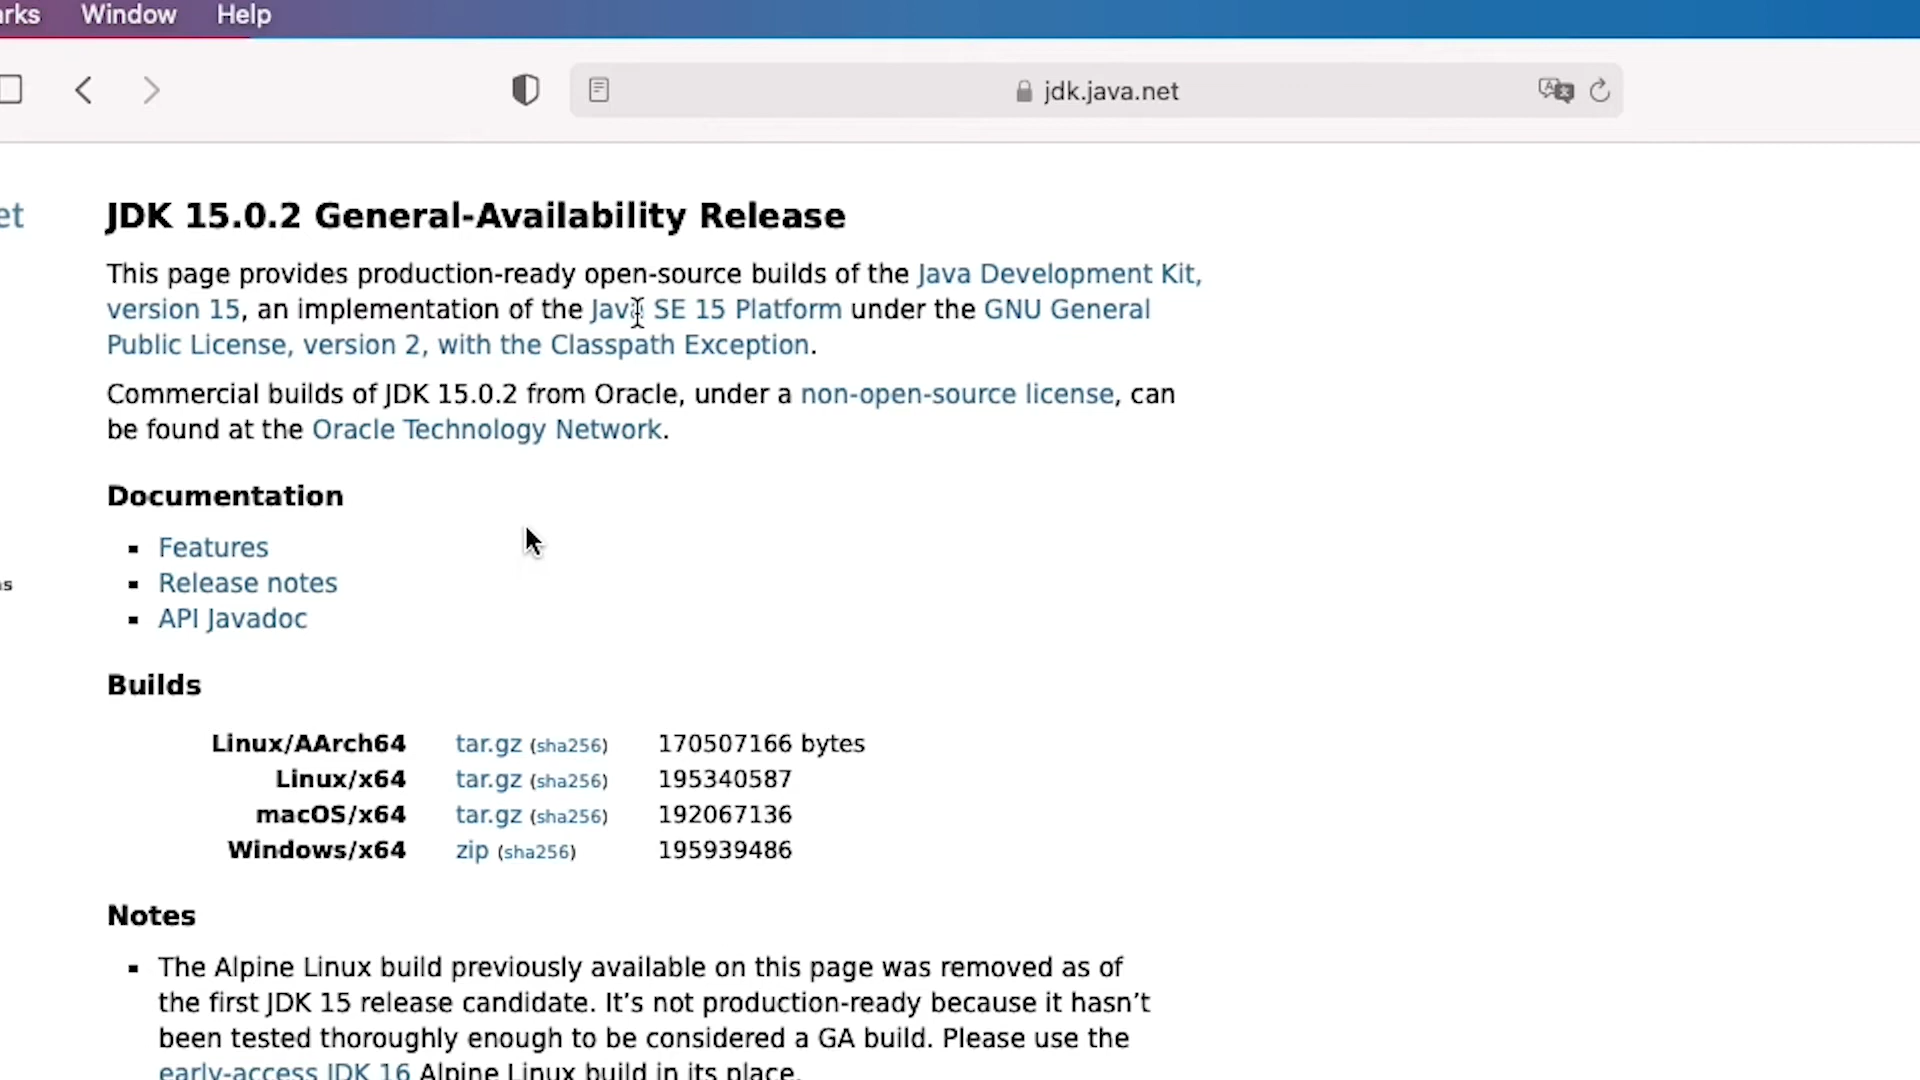 Window Help
jdk.java.net
et
JDK 15.0.2 General-Availability Release
This page provides production-ready open-source builds of the Java Development Kit,
version 15, an implementation of the Java SE 15 Platform under the GNU General
Public License, version 2, with the Classpath Exception.
Commercial builds of JDK 15.0.2 from Oracle, under a non-open-source license, can
be found at the Oracle Technology Network.
Documentation
Features
Release notes
API Javadoc
Builds
Linux/AArch64 tar.gz (sha256) 170507166 bytes
Linux/x64 tar.gz (sha256) 195340587
macOS/x64 tar.gz (sha256) 192067136
Windows/x64 zip (sha256) 195939486
Notes
The Alpine Linux build previously available on this page was removed as of
the first JDK 15 release candidate. It’s not production-ready because it hasn’t
been tested thoroughly enough to be considered a GA build. Please use the
early-access JDK 16 Alpine Linux build in its place.